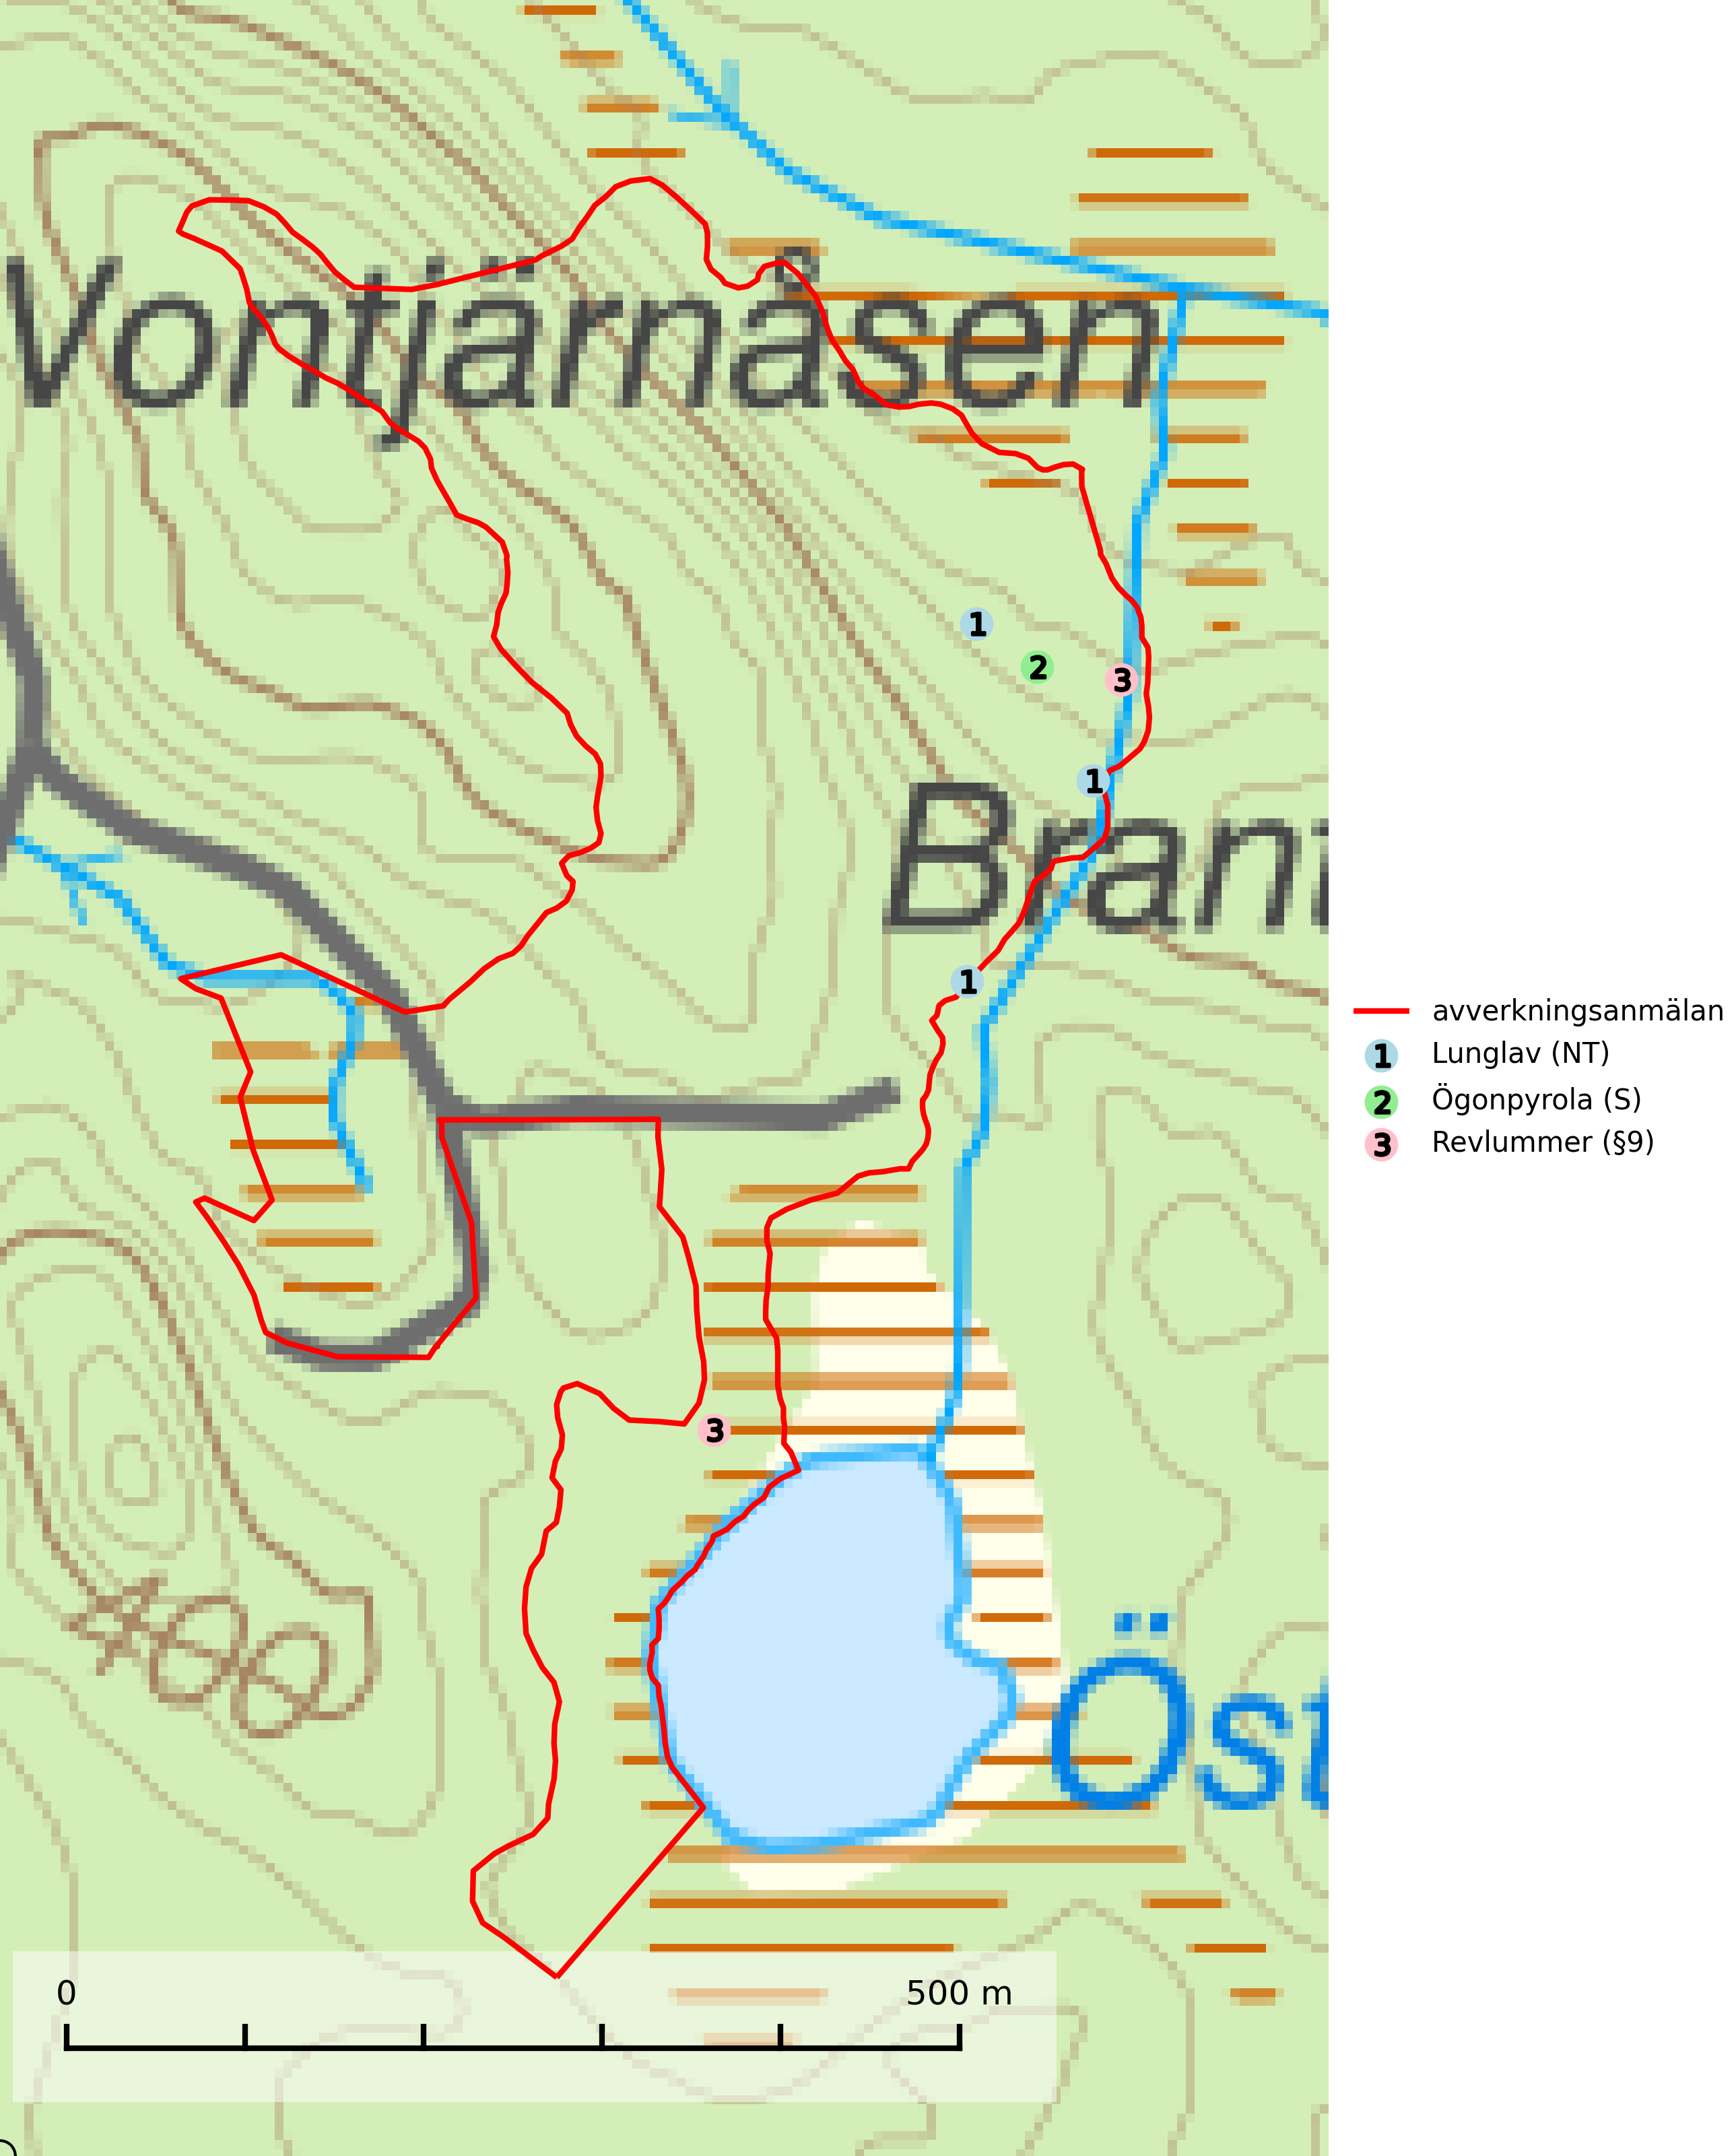 Vontjärnåsen
1
2
3
1
Bran
1
avverkningsanmälan
1 Lunglav (NT)
2 Ögonpyrola (S)
3 Revlummer (§9)
3
480
Öst
0 500 m